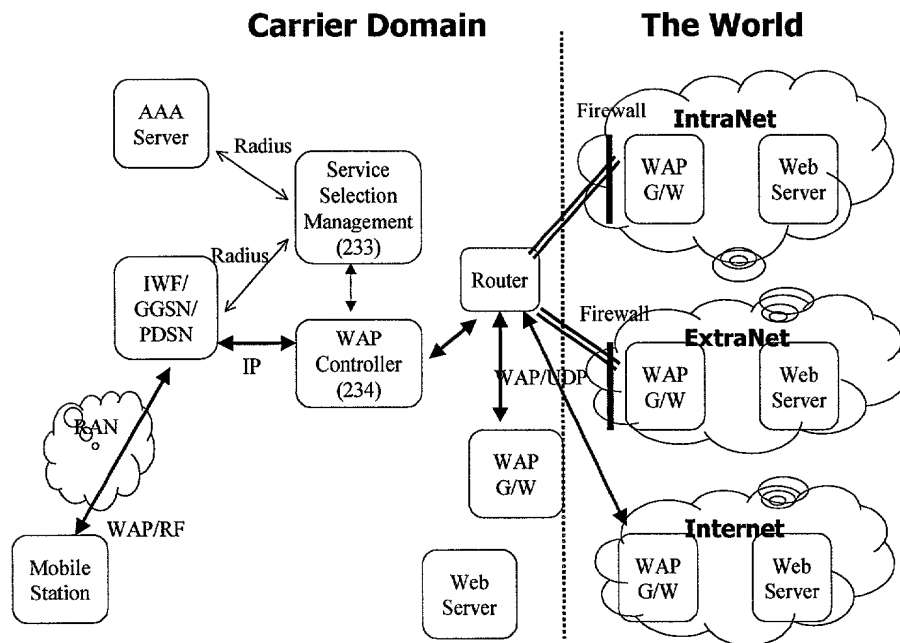 Carrier Domain
The World
AAA
Server
Radius
Service
Selection
Management
(233)
Radius
IWF/
GGSN/
PDSN
IP
WAP
Controller
(234)
Router
RAN
WAP/RF
Mobile
Station
WAP/UDP
WAP
G/W
Web
Server
Firewall
IntraNet
WAP
G/W
Web
Server
Firewall
ExtraNet
WAP
G/W
Web
Server
Internet
WAP
G/W
Web
Server